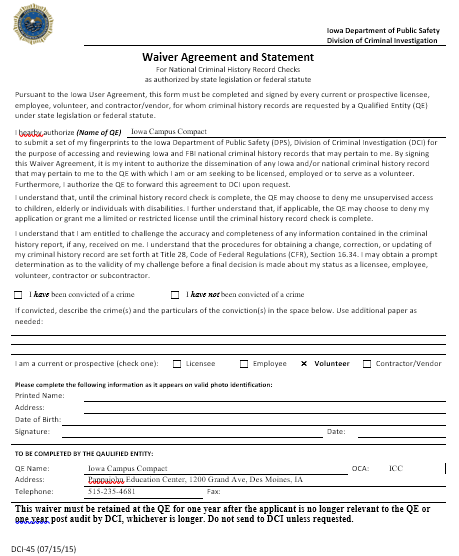 Iowa Department of Public Safety
Division of Criminal Investigation
Waiver Agreement and Statement
For National Criminal History Record Checks
as authorized by state legislation or federal statute
Pursuant to the Iowa User Agreement, this form must be completed and signed by every current or prospective licensee,
employee, volunteer, and contractor/vendor, for whom criminal history records are requested by a Qualified Entity (QE)
under state legislation or federal statute.
I hearby authorize (Name of QE) Iowa Campus Compact
to submit a set of my fingerprints to the Iowa Department of Public Safety (DPS), Division of Criminal Investigation (DCI) for
the purpose of accessing and reviewing Iowa and FBI national criminal history records that may pertain to me. By signing
this Waiver Agreement, it is my intent to authorize the dissemination of any Iowa and/or national criminal history record
that may pertain to me to the QE with which I am or am seeking to be licensed, employed or to serve as a volunteer.
Furthermore, I authorize the QE to forward this agreement to DCI upon request.
I understand that, until the criminal history record check is complete, the QE may choose to deny me unsupervised access
to children, elderly or individuals with disabilities. I further understand that, if applicable, the QE may choose to deny my
application or grant me a limited or restricted license until the criminal history record check is complete.
I understand that I am entitled to challenge the accuracy and completeness of any information contained in the criminal
history report, if any, received on me. I understand that the procedures for obtaining a change, correction, or updating of
my criminal history record are set forth at Title 28, Code of Federal Regulations (CFR), Section 16.34. I may obtain a prompt
determination as to the validity of my challenge before a final decision is made about my status as a licensee, employee,
volunteer, contractor or subcontractor.
I have been convicted of a crime I have not been convicted of a crime
If convicted, describe the crime(s) and the particulars of the conviction(s) in the space below. Use additional paper as
needed:
I am a current or prospective (check one): Licensee Employee × Volunteer Contractor/Vendor
Please complete the following information as it appears on valid photo identification:
Printed Name:
Address:
Date of Birth:
Signature: Date:
TO BE COMPLETED BY THE QAULIFIED ENTITY:
QE Name: Iowa Campus Compact OCA: ICC
Address: Pappajohn Education Center, 1200 Grand Ave, Des Moines, IA
Telephone: 515-235-4681 Fax:
This waiver must be retained at the QE for one year after the applicant is no longer relevant to the QE or
one year post audit by DCI, whichever is longer. Do not send to DCI unless requested.
DCI-45 (07/15/15)